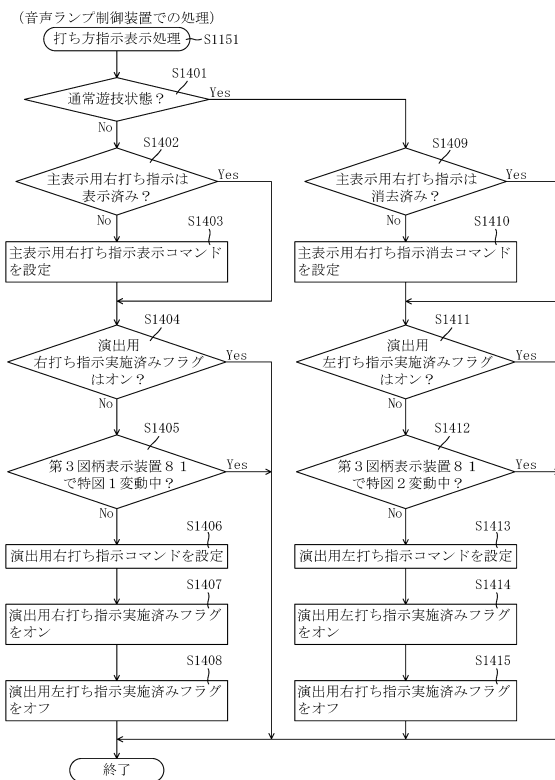 (音声ランプ制御装置での処理)
打ち方指示表示処理
S1151
S1401
通常遊技状態？
Yes
No
S1402
主表示用右打ち指示は
表示済み？
Yes
No
S1403
主表示用右打ち指示表示コマンド
を設定
S1404
演出用
右打ち指示実施済みフラグ
はオン？
Yes
No
S1405
第３図柄表示装置８１
で特図１変動中？
Yes
No
S1406
演出用右打ち指示コマンドを設定
S1407
演出用右打ち指示実施済みフラグ
をオン
S1408
演出用左打ち指示実施済みフラグ
をオフ
終了
S1409
主表示用右打ち指示は
消去済み？
Yes
No
S1410
主表示用右打ち指示消去コマンド
を設定
S1411
演出用
左打ち指示実施済みフラグ
はオン？
Yes
No
S1412
第３図柄表示装置８１
で特図２変動中？
Yes
No
S1413
演出用左打ち指示コマンドを設定
S1414
演出用左打ち指示実施済みフラグ
をオン
S1415
演出用右打ち指示実施済みフラグ
をオフ